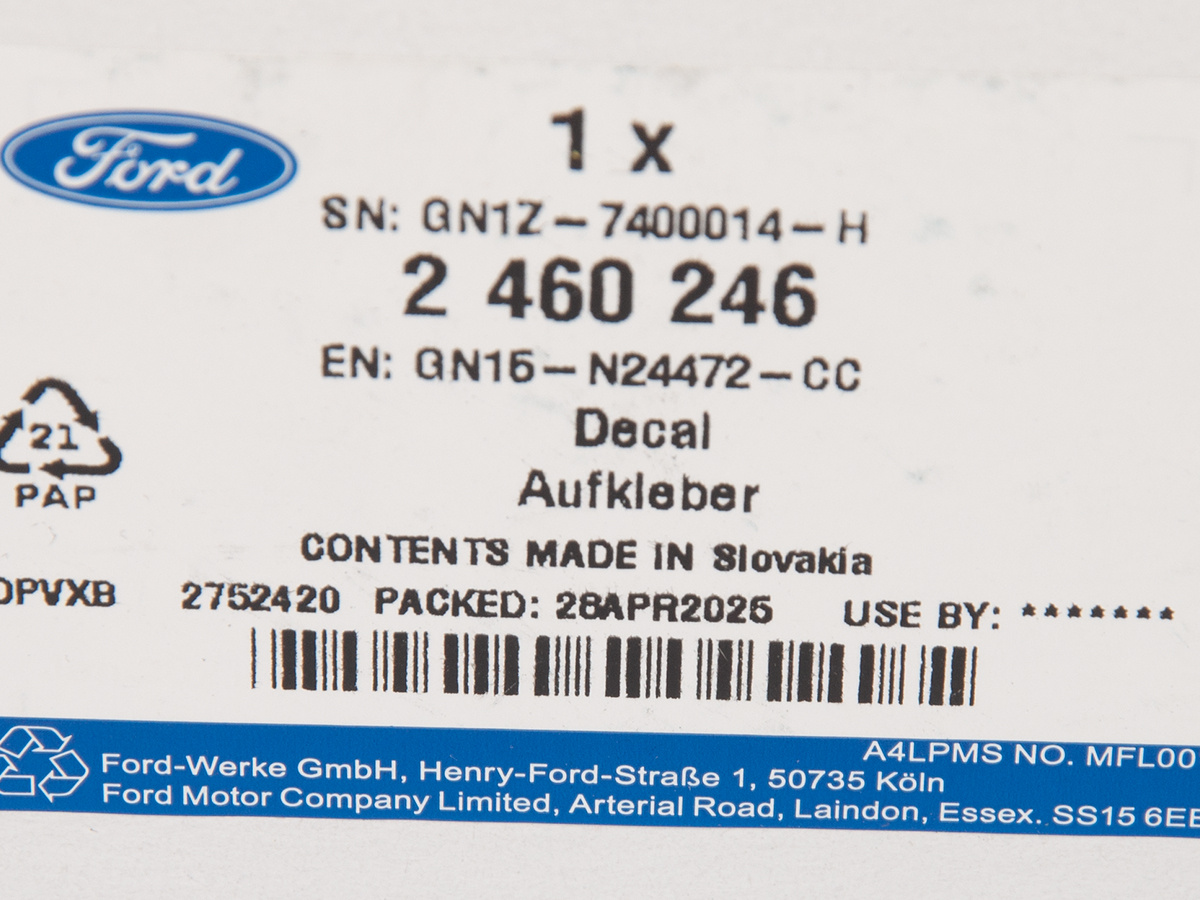 Ford
1 x
SN: GN1Z-7400014-H
2 460 246
EN: GN15-N24472-CC
Decal
Aufkleber
21
PAP
CONTENTS MADE IN Slovakia
DPVXB 2752420 PACKED: 28APR2025 USE BY: *******
A4LPMS NO. MFL00
Ford-Werke GmbH, Henry-Ford-Straße 1, 50735 Köln
Ford Motor Company Limited, Arterial Road, Laindon, Essex. SS15 6EE